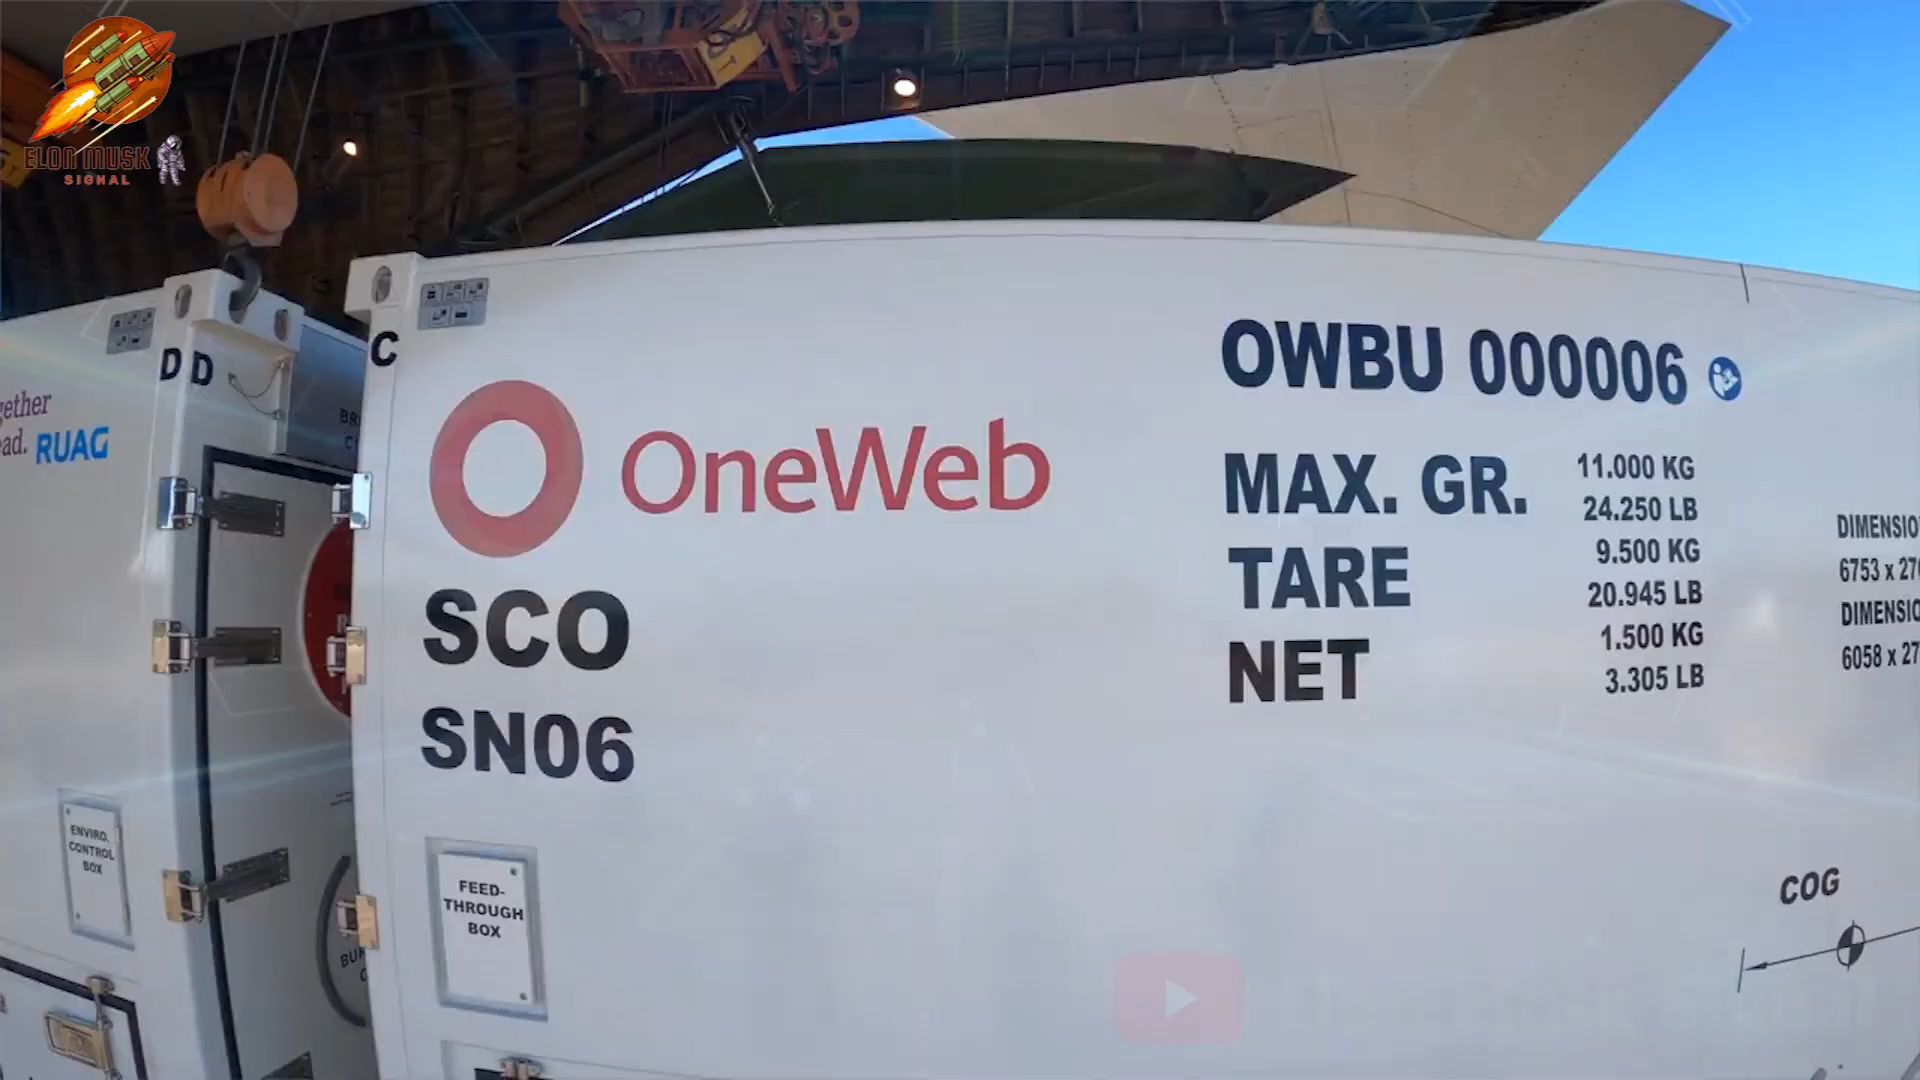 ELON MUSK
SIGNAL
D D
C
gether
ead. RUAG
OneWeb
SCO
SN06
OWBU 000006
MAX. GR. 11.000 KG
24.250 LB
TARE 9.500 KG
20.945 LB
NET 1.500 KG
3.305 LB
DIMENSIO
6753 x 270
DIMENSIO
6058 x 27
ENVIRO.
CONTROL
BOX
FEED-
THROUGH
BOX
COG